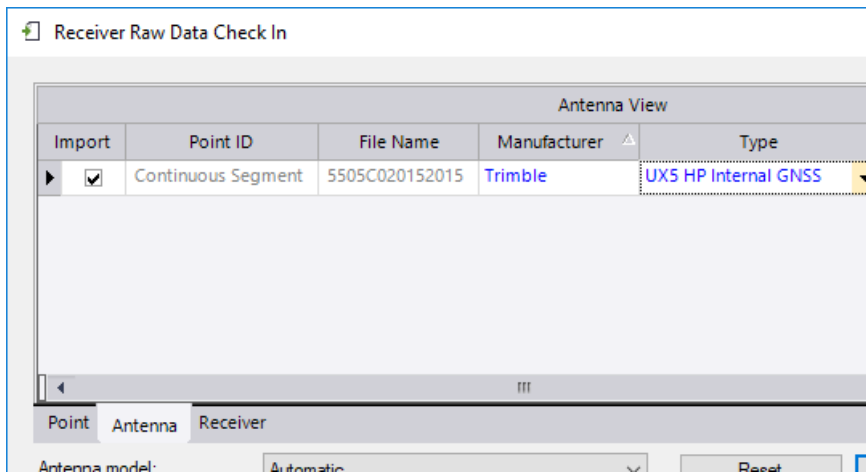 Receiver Raw Data Check In
Antenna View
Import Point ID File Name Manufacturer Type
Continuous Segment 5505C020152015 Trimble UX5 HP Internal GNSS
Point Antenna Receiver
Antenna model: Automatic Reset